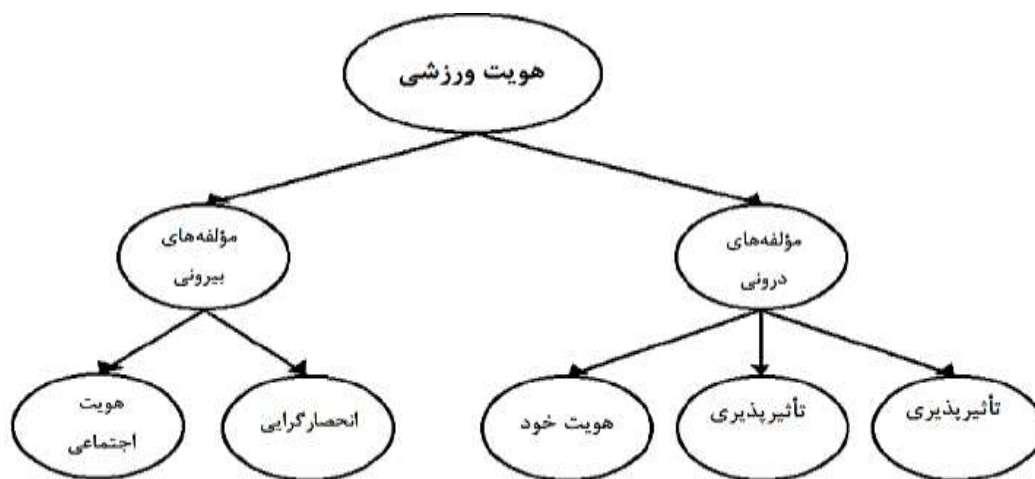 هویت ورزشی
مؤلفه‌های
درونی
مؤلفه‌های
بیرونی
تأثیرپذیری
تأثیرپذیری
هویت خود
انحصارگرایی
هویت
اجتماعی